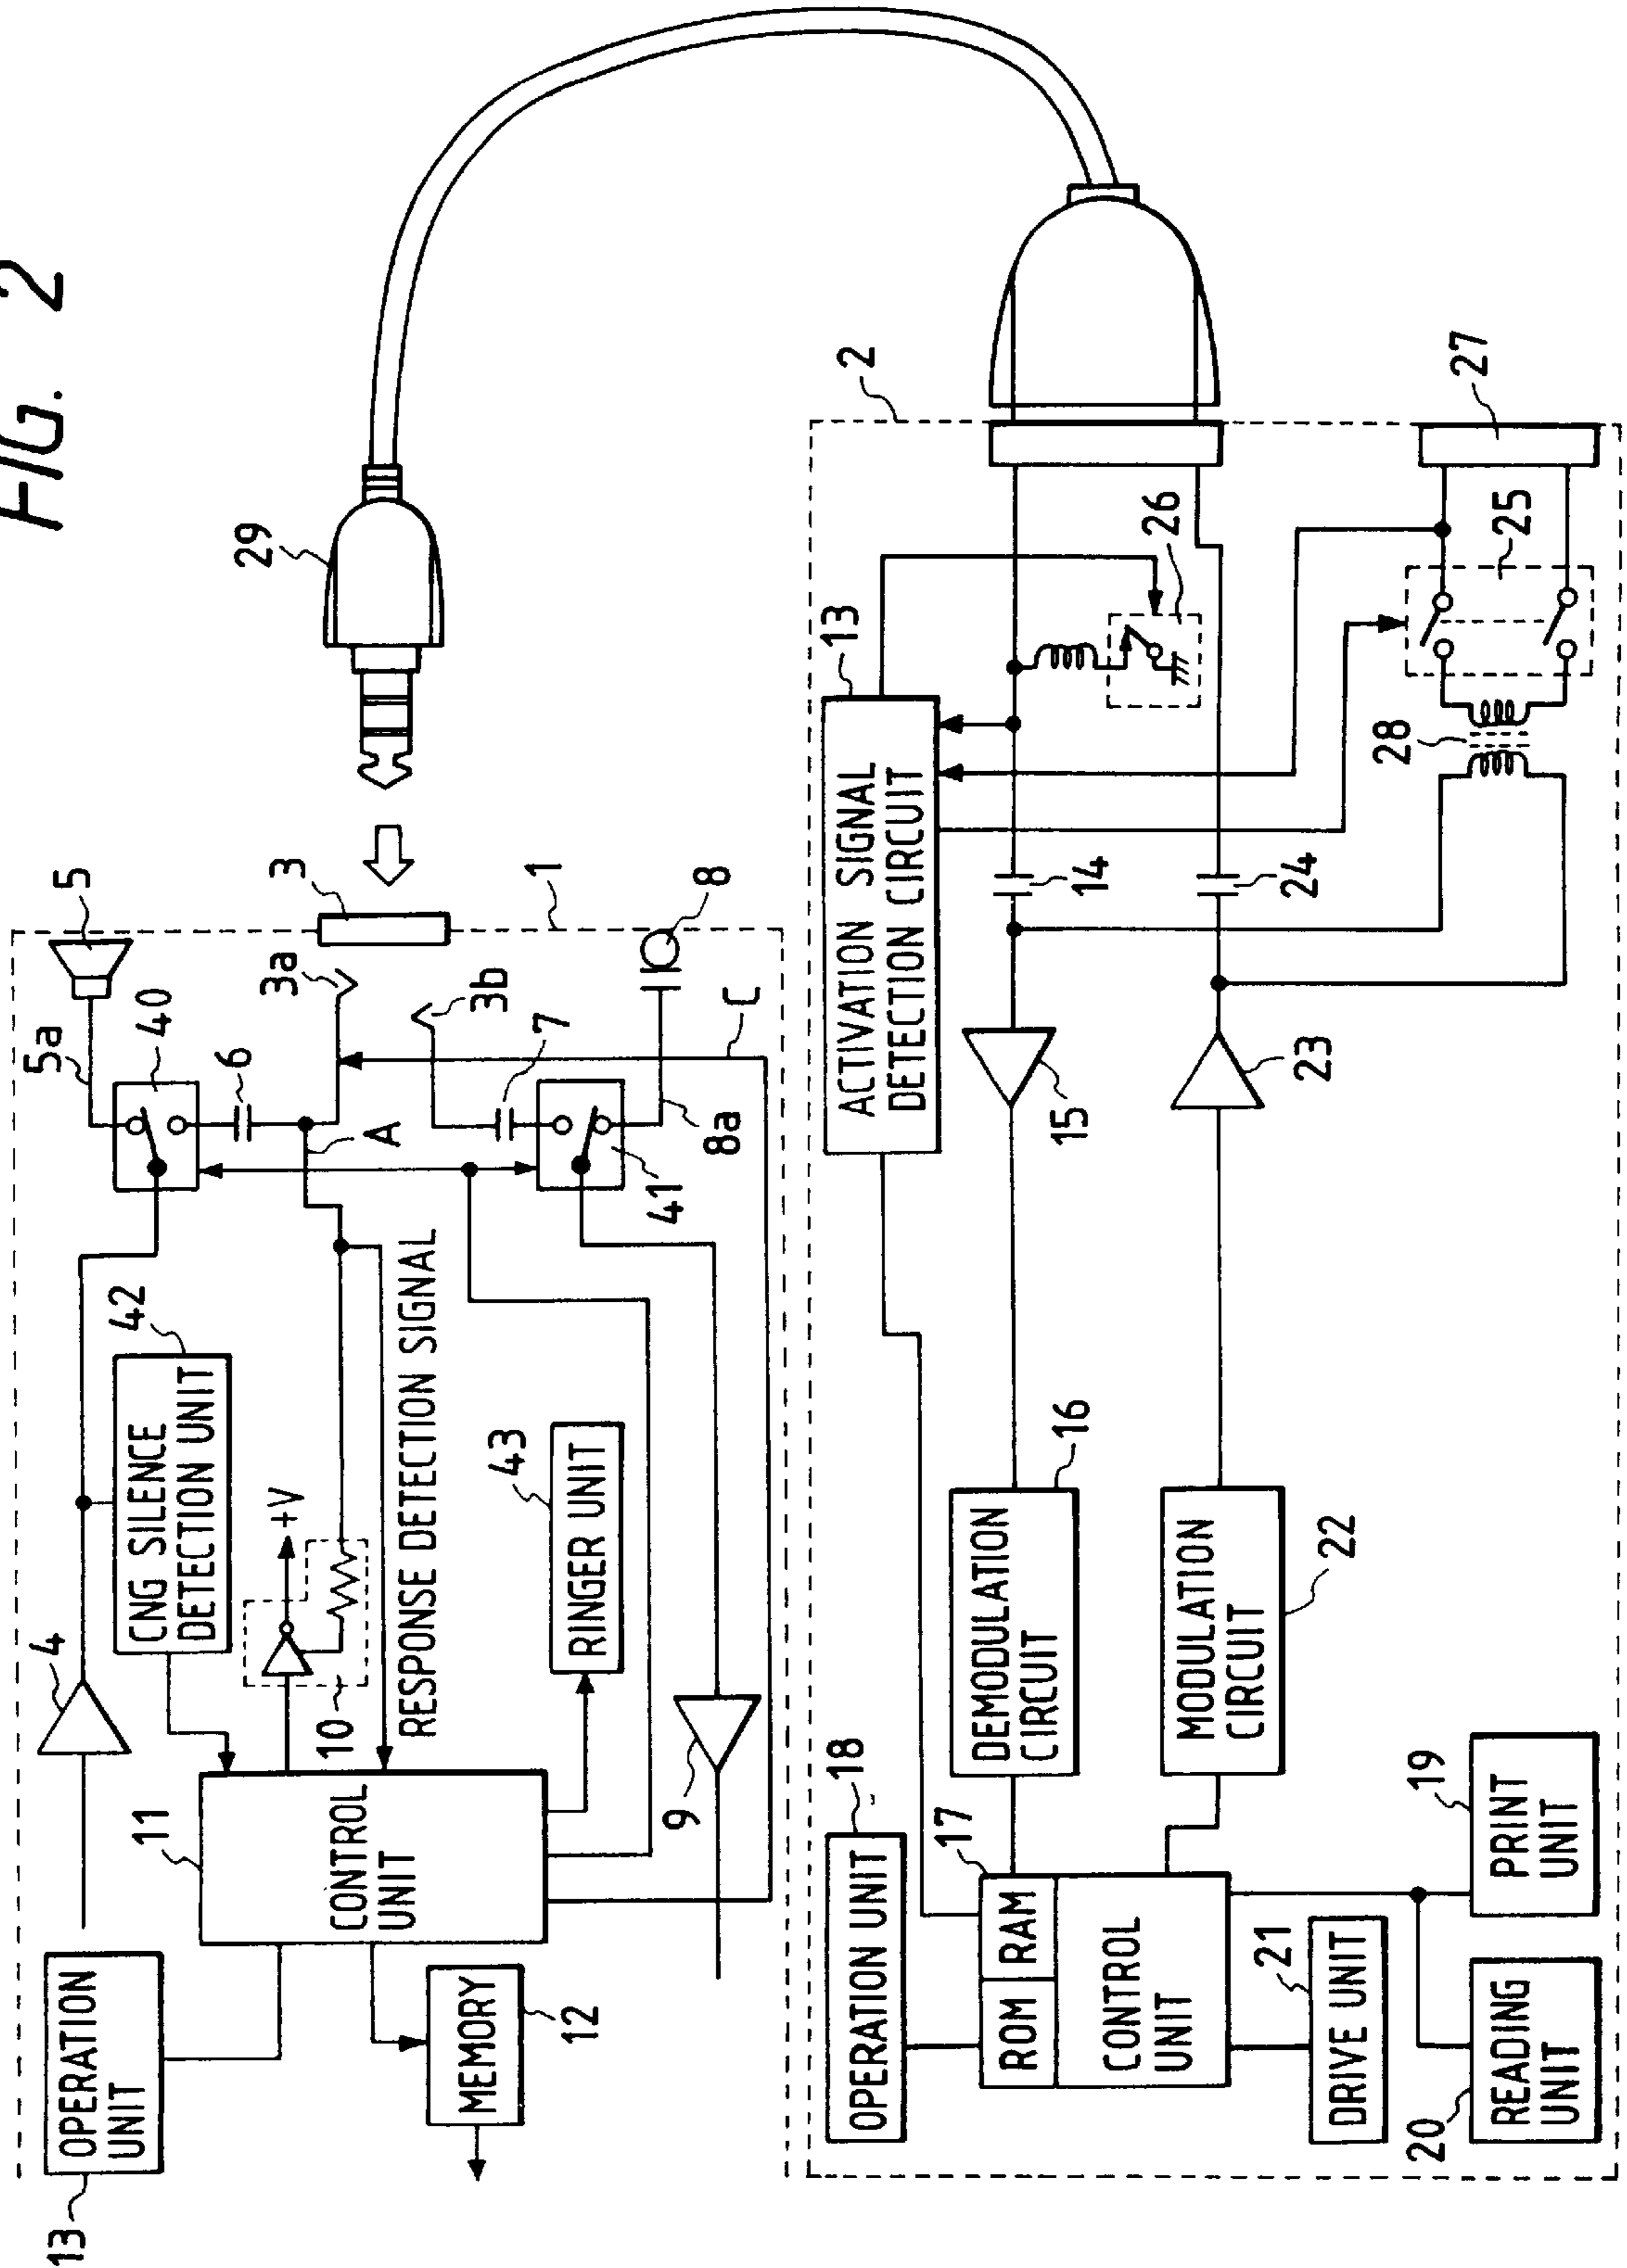 FIG. 2
29
5
5a
40
6
3a
3
3b
7
1
8
C
8a
41
A
4
42
CNG SILENCE
DETECTION UNIT
+V
10
RESPONSE DETECTION SIGNAL
43
RINGER UNIT
9
11
CONTROL
UNIT
OPERATION
UNIT
13
MEMORY
12
2
13
ACTIVATION SIGNAL
DETECTION CIRCUIT
26
27
25
28
14
24
15
23
16
DEMODULATION
CIRCUIT
MODULATION
CIRCUIT
22
18
OPERATION UNIT
17
ROM
RAM
CONTROL
UNIT
21
DRIVE UNIT
19
PRINT
UNIT
20
READING
UNIT